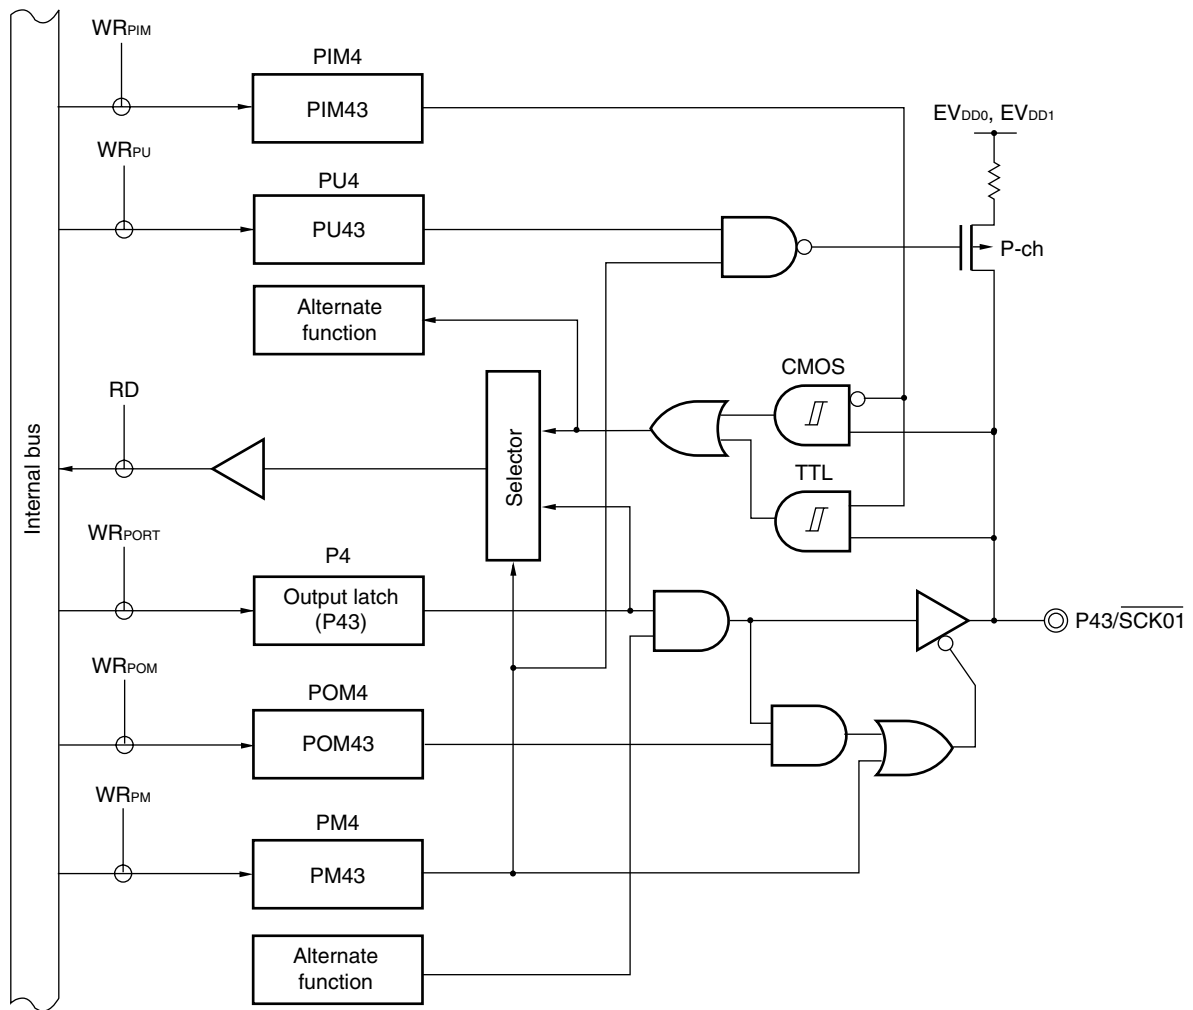 WRPIM
PIM4
PIM43
EVDD0, EVDD1
WRPU
PU4
PU43
P-ch
Alternate
function
CMOS
RD
Selector
Internal bus
TTL
WRPORT
P4
Output latch
(P43)
P43/SCK01
WRPOM
POM4
POM43
WRPM
PM4
PM43
Alternate
function